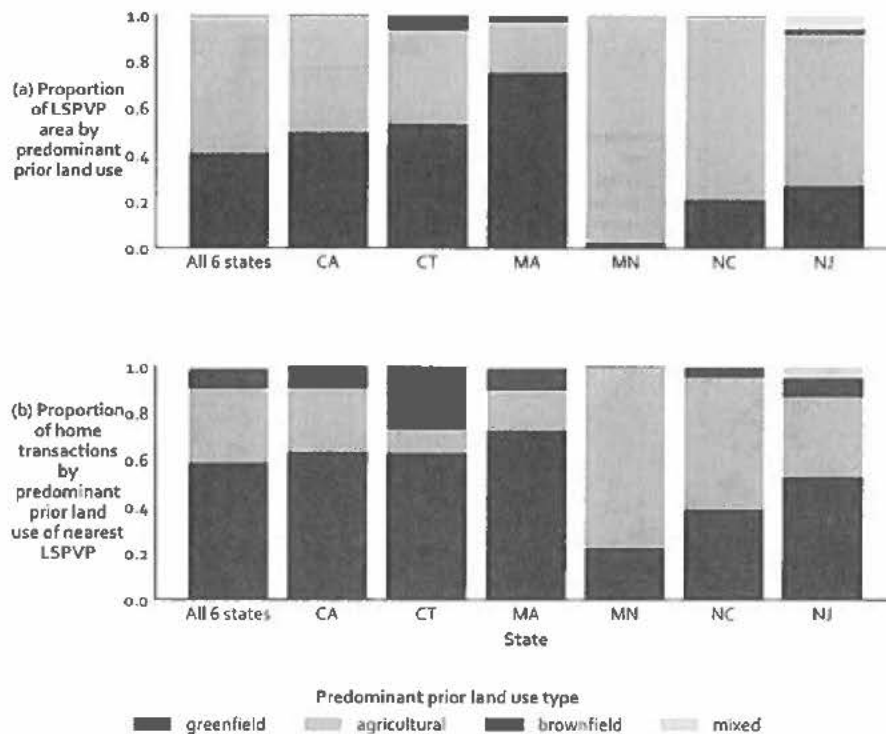 (a) Proportion
of LSPVP
area by
predominant
prior land use
1.0
0.8
0.6
0.4
0.2
0.0
All 6 states CA CT MA MN NC NJ
(b) Proportion
of home
transactions
by
predominant
prior land
use of nearest
LSPVP
1.0
0.8
0.6
0.4
0.2
0.0
All 6 states CA CT MA MN NC NJ
State
Predominant prior land use type
greenfield agricultural brownfield mixed